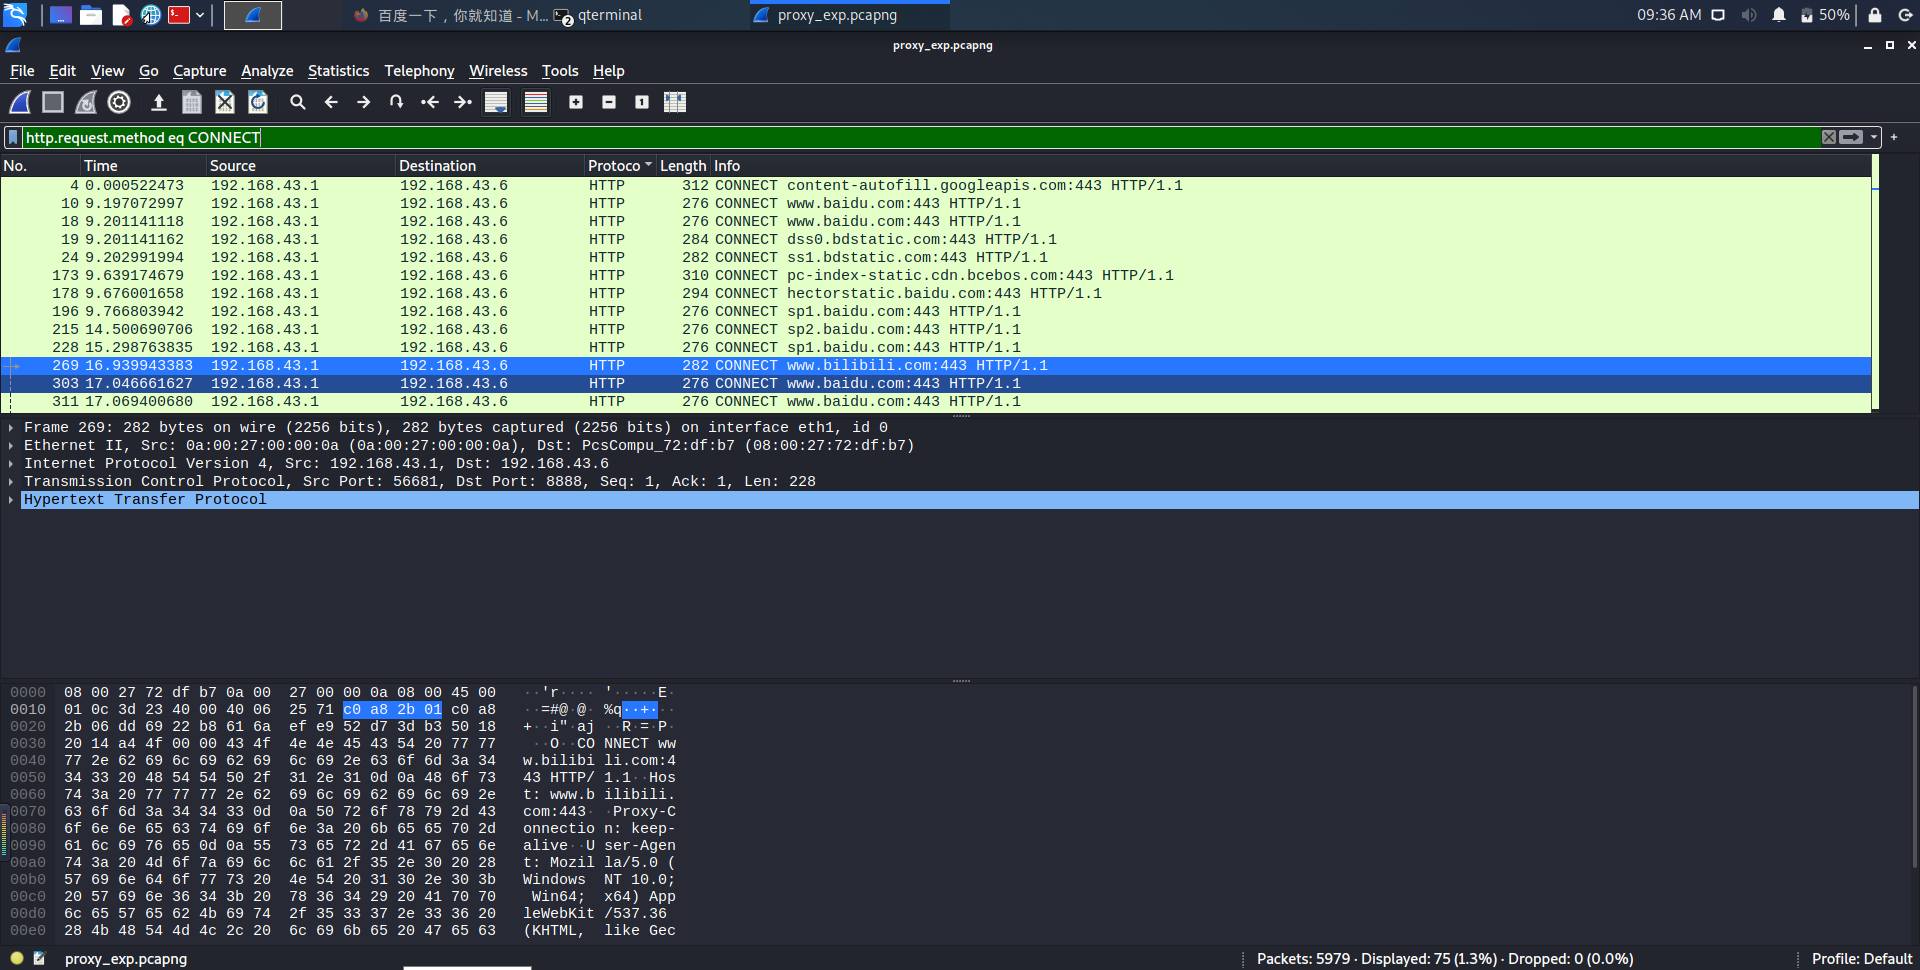 百度一下，你就知道 - M... 2 qterminal proxy_exp.pcapng 09:36 AM 50%
proxy_exp.pcapng
File Edit View Go Capture Analyze Statistics Telephony Wireless Tools Help
http.request.method eq CONNECT
No. Time Source Destination Protoco Length Info
4 0.000522473 192.168.43.1 192.168.43.6 HTTP 312 CONNECT content-autofill.googleapis.com:443 HTTP/1.1
10 9.197072997 192.168.43.1 192.168.43.6 HTTP 276 CONNECT www.baidu.com:443 HTTP/1.1
18 9.201141118 192.168.43.1 192.168.43.6 HTTP 276 CONNECT www.baidu.com:443 HTTP/1.1
19 9.201141162 192.168.43.1 192.168.43.6 HTTP 284 CONNECT dss0.bdstatic.com:443 HTTP/1.1
24 9.202991994 192.168.43.1 192.168.43.6 HTTP 282 CONNECT ss1.bdstatic.com:443 HTTP/1.1
173 9.639174679 192.168.43.1 192.168.43.6 HTTP 310 CONNECT pc-index-static.cdn.bcebos.com:443 HTTP/1.1
178 9.676001658 192.168.43.1 192.168.43.6 HTTP 294 CONNECT hectorstatic.baidu.com:443 HTTP/1.1
196 9.766803942 192.168.43.1 192.168.43.6 HTTP 276 CONNECT sp1.baidu.com:443 HTTP/1.1
215 14.500690706 192.168.43.1 192.168.43.6 HTTP 276 CONNECT sp2.baidu.com:443 HTTP/1.1
228 15.298763835 192.168.43.1 192.168.43.6 HTTP 276 CONNECT sp1.baidu.com:443 HTTP/1.1
269 16.939943383 192.168.43.1 192.168.43.6 HTTP 282 CONNECT www.bilibili.com:443 HTTP/1.1
303 17.046661627 192.168.43.1 192.168.43.6 HTTP 276 CONNECT www.baidu.com:443 HTTP/1.1
311 17.069400680 192.168.43.1 192.168.43.6 HTTP 276 CONNECT www.baidu.com:443 HTTP/1.1
Frame 269: 282 bytes on wire (2256 bits), 282 bytes captured (2256 bits) on interface eth1, id 0
Ethernet II, Src: 0a:00:27:00:00:0a (0a:00:27:00:00:0a), Dst: PcsCompu_72:df:b7 (08:00:27:72:df:b7)
Internet Protocol Version 4, Src: 192.168.43.1, Dst: 192.168.43.6
Transmission Control Protocol, Src Port: 56681, Dst Port: 8888, Seq: 1, Ack: 1, Len: 228
Hypertext Transfer Protocol
0000 08 00 27 72 df b7 0a 00 27 00 00 0a 08 00 45 00 ··'r···· '·····E·
0010 01 0c 3d 23 40 00 40 06 25 71 c0 a8 2b 01 c0 a8 ··=#@·@· %q··+···
0020 2b 06 dd 69 22 b8 61 6a ef e9 52 d7 3d b3 50 18 +··i"·aj ··R·=·P·
0030 20 14 a4 4f 00 00 43 4f 4e 4e 45 43 54 20 77 77 ··O··CO NNECT ww
0040 77 2e 62 69 6c 69 62 69 6c 69 2e 63 6f 6d 3a 34 w.bilibi li.com:4
0050 34 33 20 48 54 54 50 2f 31 2e 31 0d 0a 48 6f 73 43 HTTP/ 1.1··Hos
0060 74 3a 20 77 77 77 2e 62 69 6c 69 62 69 6c 69 2e t: www.b ilibili.
0070 63 6f 6d 3a 34 34 33 0d 0a 50 72 6f 78 79 2d 43 com:443· ·Proxy-C
0080 6f 6e 6e 65 63 74 69 6f 6e 3a 20 6b 65 65 70 2d onnectio n: keep-
0090 61 6c 69 76 65 0d 0a 55 73 65 72 2d 41 67 65 6e alive··U ser-Agen
00a0 74 3a 20 4d 6f 7a 69 6c 6c 61 2f 35 2e 30 20 28 t: Mozil la/5.0 (
00b0 57 69 6e 64 6f 77 73 20 4e 54 20 31 30 2e 30 3b Windows NT 10.0;
00c0 20 57 69 6e 36 34 3b 20 78 36 34 29 20 41 70 70 Win64; x64) App
00d0 6c 65 57 65 62 4b 69 74 2f 35 33 37 2e 33 36 20 leWebKit /537.36
00e0 28 4b 48 54 4d 4c 2c 20 6c 69 6b 65 20 47 65 63 (KHTML, like Gec
proxy_exp.pcapng Packets: 5979 · Displayed: 75 (1.3%) · Dropped: 0 (0.0%) Profile: Default